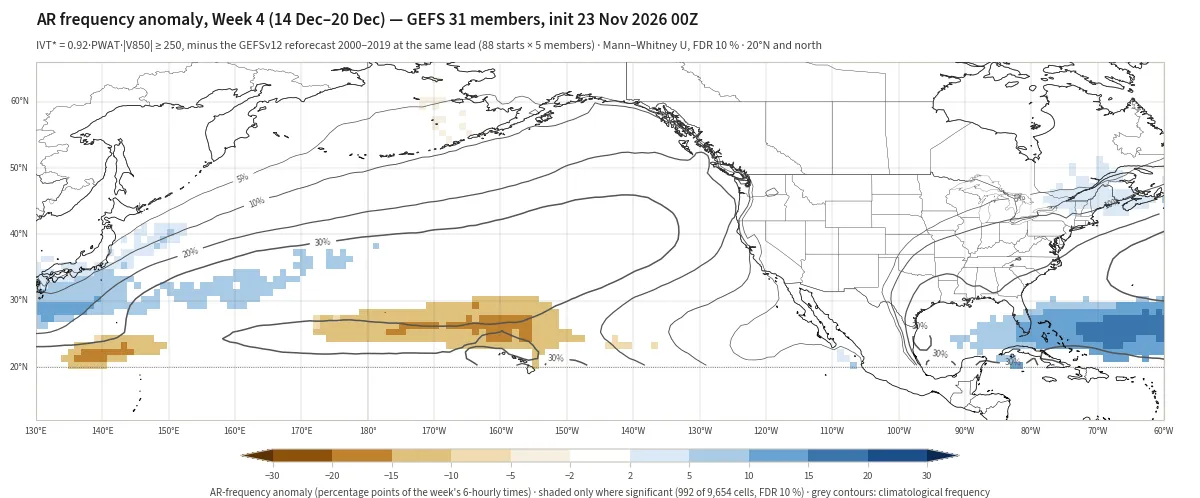 AR frequency anomaly, Week 4 (14 Dec–20 Dec) — GEFS 31 members, init 23 Nov 2026 00Z
IVT* = 0.92·PWAT·|V850| ≥ 250, minus the GEFSv12 reforecast 2000–2019 at the same lead (88 starts × 5 members) · Mann–Whitney U, FDR 10 % · 20°N and north
60°N
50°N
5%
10%
40°N
20%
30%
30°N
30%
30%
30%
30%
20°N
130°E 140°E 150°E 160°E 170°E 180° 170°W 160°W 150°W 140°W 130°W 120°W 110°W 100°W 90°W 80°W 70°W 60°W
−30 −20 −15 −10 −5 −2 2 5 10 15 20 30
AR-frequency anomaly (percentage points of the week's 6-hourly times) · shaded only where significant (992 of 9,654 cells, FDR 10 %) · grey contours: climatological frequency